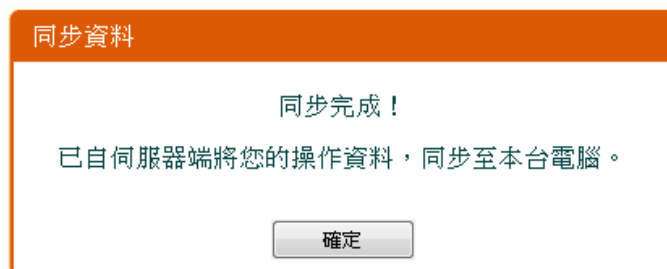 同步資料
同步完成！
已自伺服器端將您的操作資料，同步至本台電腦。
確定